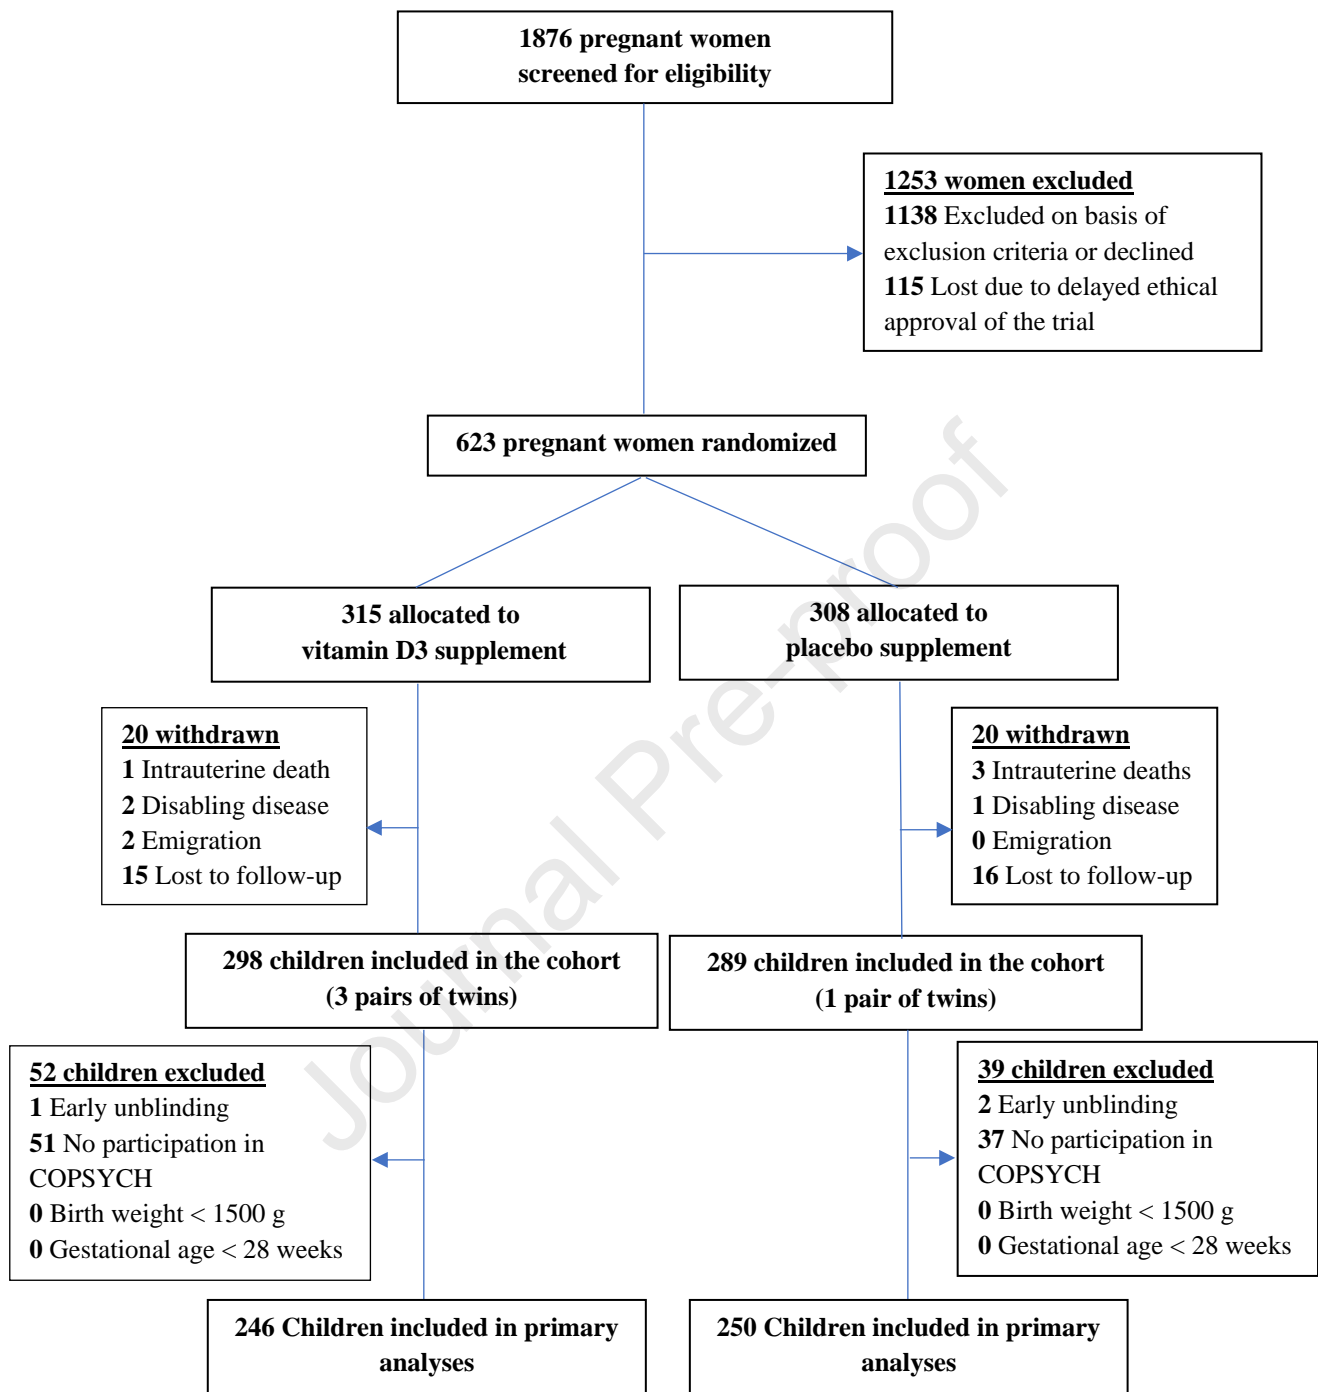 1876 pregnant women
screened for eligibility
1253 women excluded
1138 Excluded on basis of
exclusion criteria or declined
115 Lost due to delayed ethical
approval of the trial
623 pregnant women randomized
315 allocated to
vitamin D3 supplement
308 allocated to
placebo supplement
20 withdrawn
1 Intrauterine death
2 Disabling disease
2 Emigration
15 Lost to follow-up
20 withdrawn
3 Intrauterine deaths
1 Disabling disease
0 Emigration
16 Lost to follow-up
298 children included in the cohort
(3 pairs of twins)
289 children included in the cohort
(1 pair of twins)
52 children excluded
1 Early unblinding
51 No participation in
COPSYCH
0 Birth weight < 1500 g
0 Gestational age < 28 weeks
39 children excluded
2 Early unblinding
37 No participation in
COPSYCH
0 Birth weight < 1500 g
0 Gestational age < 28 weeks
246 Children included in primary
analyses
250 Children included in primary
analyses
Journal Pre-proof